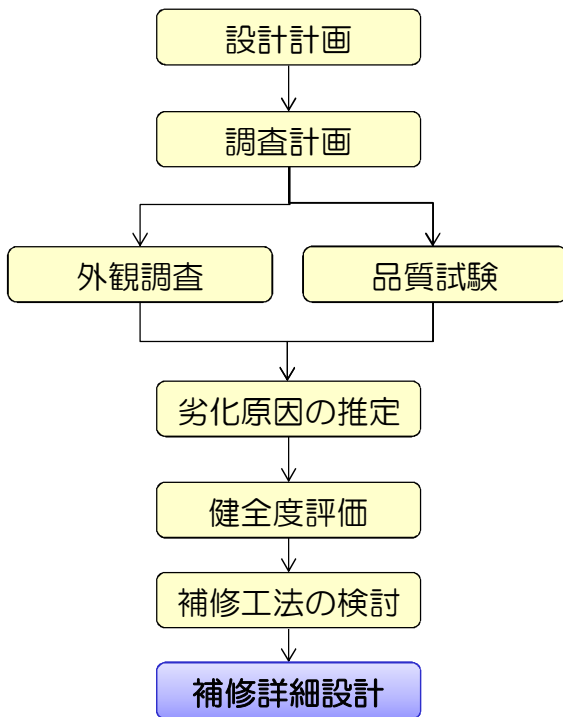 設計計画
調査計画
外観調査
品質試験
劣化原因の推定
健全度評価
補修工法の検討
補修詳細設計